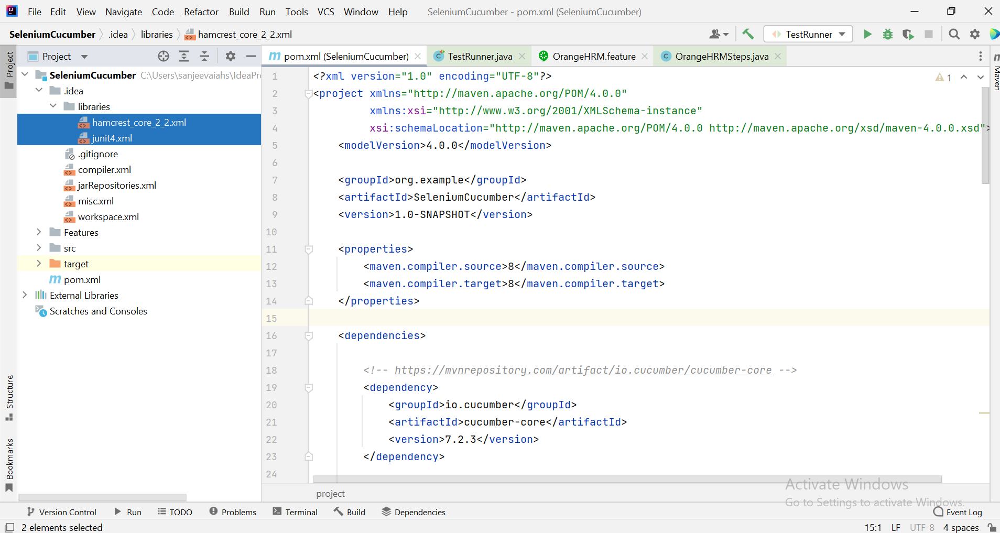 File Edit View Navigate Code Refactor Build Run Tools VCS Window Help SeleniumCucumber - pom.xml (SeleniumCucumber)
SeleniumCucumber .idea libraries hamcrest_core_2_2.xml TestRunner
Project
Project
SeleniumCucumber C:\Users\sanjeevaiahs\IdeaPr
.idea
libraries
hamcrest_core_2_2.xml
junit4.xml
.gitignore
compiler.xml
jarRepositories.xml
misc.xml
workspace.xml
Features
src
target
pom.xml
External Libraries
Scratches and Consoles
Structure
Bookmarks
pom.xml (SeleniumCucumber) TestRunner.java OrangeHRM.feature OrangeHRMSteps.java
Maven
1
1 <?xml version="1.0" encoding="UTF-8"?>
2 <project xmlns="http://maven.apache.org/POM/4.0.0"
3 xmlns:xsi="http://www.w3.org/2001/XMLSchema-instance"
4 xsi:schemaLocation="http://maven.apache.org/POM/4.0.0 http://maven.apache.org/xsd/maven-4.0.0.xsd">
5 <modelVersion>4.0.0</modelVersion>
6
7 <groupId>org.example</groupId>
8 <artifactId>SeleniumCucumber</artifactId>
9 <version>1.0-SNAPSHOT</version>
10
11 <properties>
12 <maven.compiler.source>8</maven.compiler.source>
13 <maven.compiler.target>8</maven.compiler.target>
14 </properties>
15
16 <dependencies>
17
18 <!-- https://mvnrepository.com/artifact/io.cucumber/cucumber-core -->
19 <dependency>
20 <groupId>io.cucumber</groupId>
21 <artifactId>cucumber-core</artifactId>
22 <version>7.2.3</version>
23 </dependency>
24
project
Activate Windows
Go to Settings to activate Windows.
Version Control Run TODO Problems Terminal Build Dependencies Event Log
2 elements selected 15:1 LF UTF-8 4 spaces